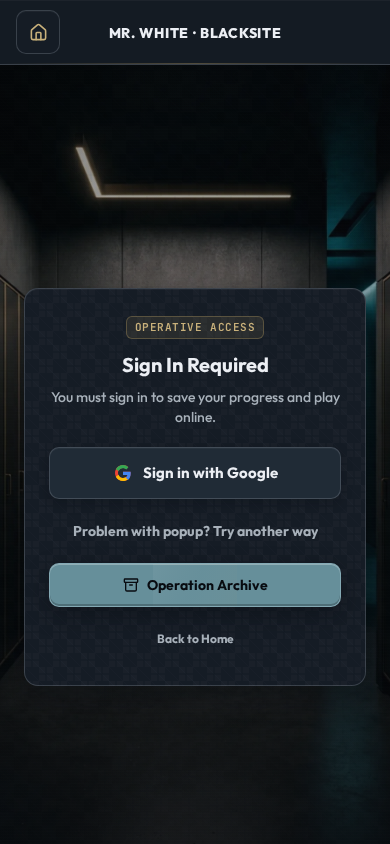 MR. WHITE · BLACKSITE
OPERATIVE ACCESS
Sign In Required
You must sign in to save your progress and play
online.
Sign in with Google
Problem with popup? Try another way
Operation Archive
Back to Home